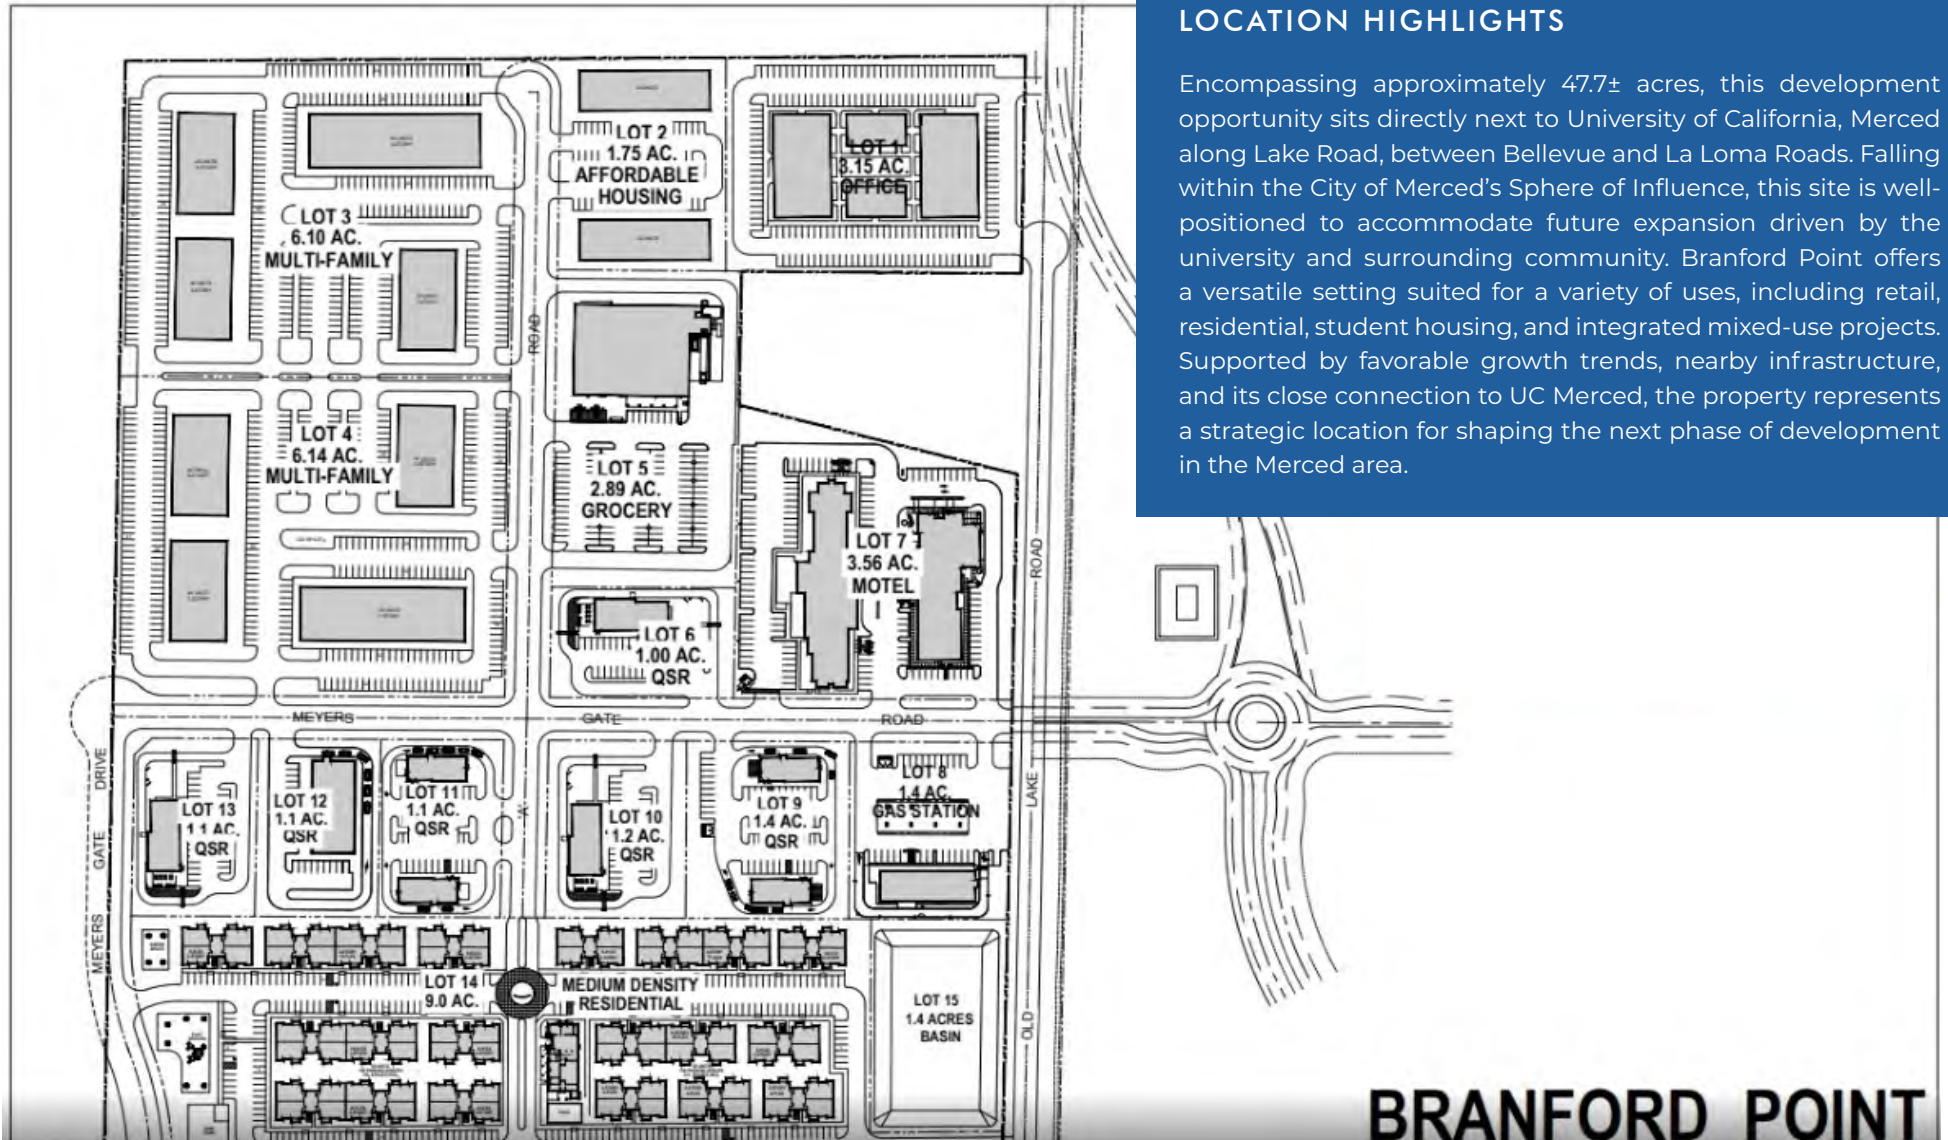 LOCATION HIGHLIGHTS
Encompassing approximately 47.7± acres, this development
opportunity sits directly next to University of California, Merced
along Lake Road, between Bellevue and La Loma Roads. Falling
within the City of Merced's Sphere of Influence, this site is well-
positioned to accommodate future expansion driven by the
university and surrounding community. Branford Point offers
a versatile setting suited for a variety of uses, including retail,
residential, student housing, and integrated mixed-use projects.
Supported by favorable growth trends, nearby infrastructure,
and its close connection to UC Merced, the property represents
a strategic location for shaping the next phase of development
in the Merced area.
LOT 2
1.75 AC.
AFFORDABLE
HOUSING
LOT 1
3.15 AC.
OFFICE
LOT 3
6.10 AC.
MULTI-FAMILY
ROAD
LOT 4
6.14 AC.
MULTI-FAMILY
LOT 5
2.89 AC.
GROCERY
LOT 7
3.56 AC.
MOTEL
ROAD
LOT 6
1.00 AC.
QSR
MEYERS GATE ROAD
MEYERS GATE DRIVE
LOT 13
1.1 AC.
QSR
LOT 12
1.1 AC.
QSR
LOT 11
1.1 AC.
QSR
"A"
LOT 10
1.2 AC.
QSR
LOT 9
1.4 AC.
QSR
LOT 8
1.4 AC.
GAS STATION
OLD LAKE
LOT 14
9.0 AC.
MEDIUM DENSITY
RESIDENTIAL
LOT 15
1.4 ACRES
BASIN
BRANFORD POINT